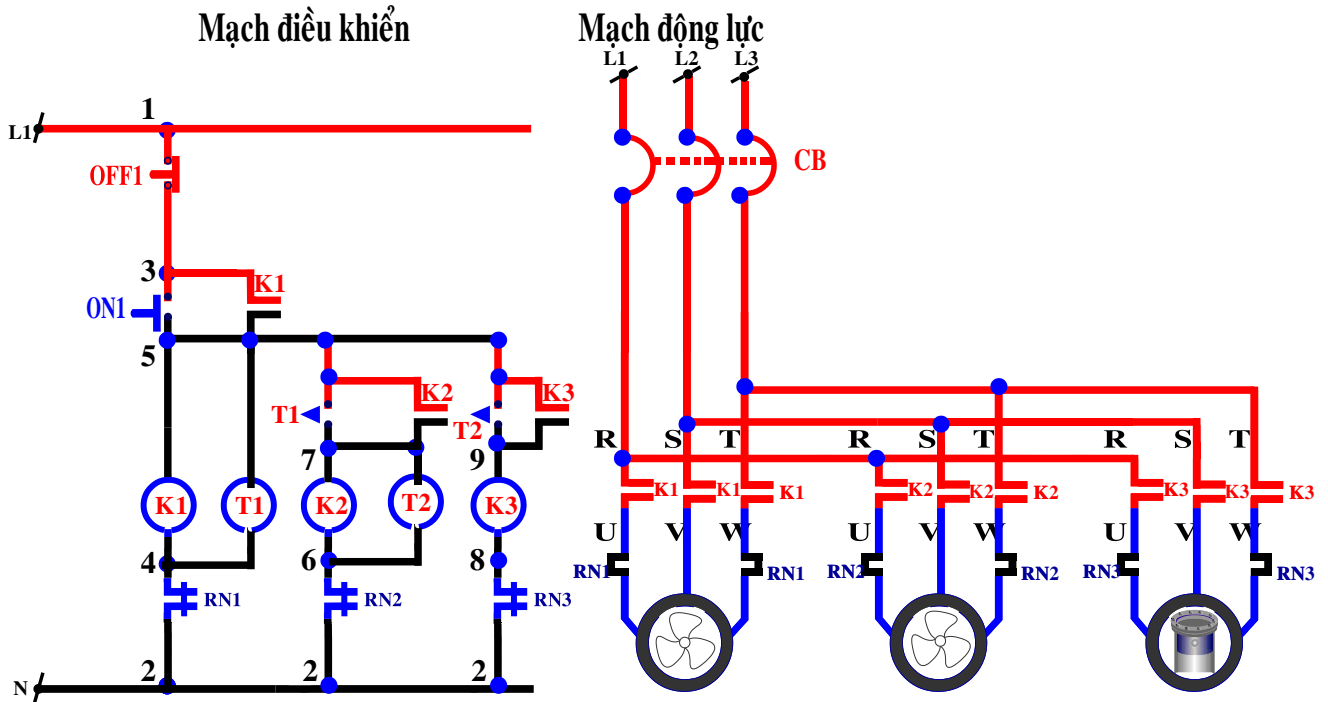 Mạch điều khiển
Mạch động lực
L1 L2 L3
1
L1
OFF1
CB
3
K1
ON1
5
K2 K3
T1 T2
R S T R S T R S T
7 9
K1 T1 K2 T2 K3
K1 K1 K1 K2 K2 K2 K3 K3 K3
U V W U V W U V W
4 6 8
RN1 RN2 RN3
RN1 RN1 RN2 RN2 RN3 RN3
2 2 2
N